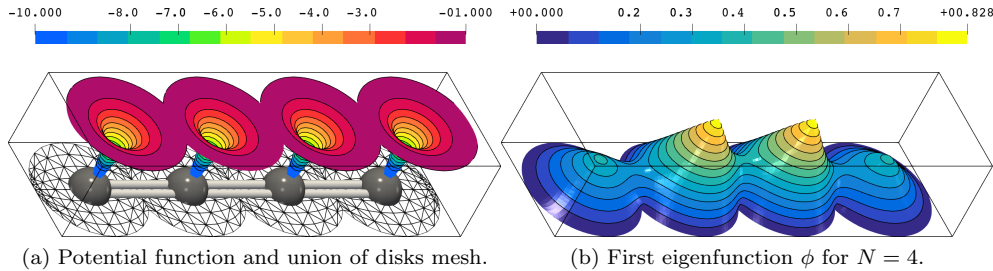 -10.000 -8.0 -7.0 -6.0 -5.0 -4.0 -3.0 -01.000
+00.000 0.2 0.3 0.4 0.5 0.6 0.7 +00.828
(a) Potential function and union of disks mesh.
(b) First eigenfunction ϕ for N = 4.